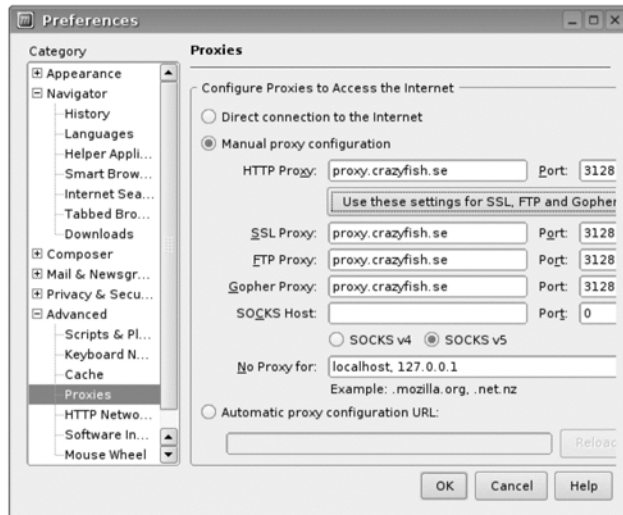 Preferences
Category
Appearance
Navigator
History
Languages
Helper Appli...
Smart Brow...
Internet Sea...
Tabbed Bro...
Downloads
Composer
Mail & Newsgr...
Privacy & Secu...
Advanced
Scripts & Pl...
Keyboard N...
Cache
Proxies
HTTP Netwo...
Software In...
Mouse Wheel
Proxies
Configure Proxies to Access the Internet
Direct connection to the Internet
Manual proxy configuration
HTTP Proxy: proxy.crazyfish.se Port: 3128
Use these settings for SSL, FTP and Gopher
SSL Proxy: proxy.crazyfish.se Port: 3128
FTP Proxy: proxy.crazyfish.se Port: 3128
Gopher Proxy: proxy.crazyfish.se Port: 3128
SOCKS Host: Port: 0
SOCKS v4 SOCKS v5
No Proxy for: localhost, 127.0.0.1
Example: .mozilla.org, .net.nz
Automatic proxy configuration URL:
Reload
OK Cancel Help